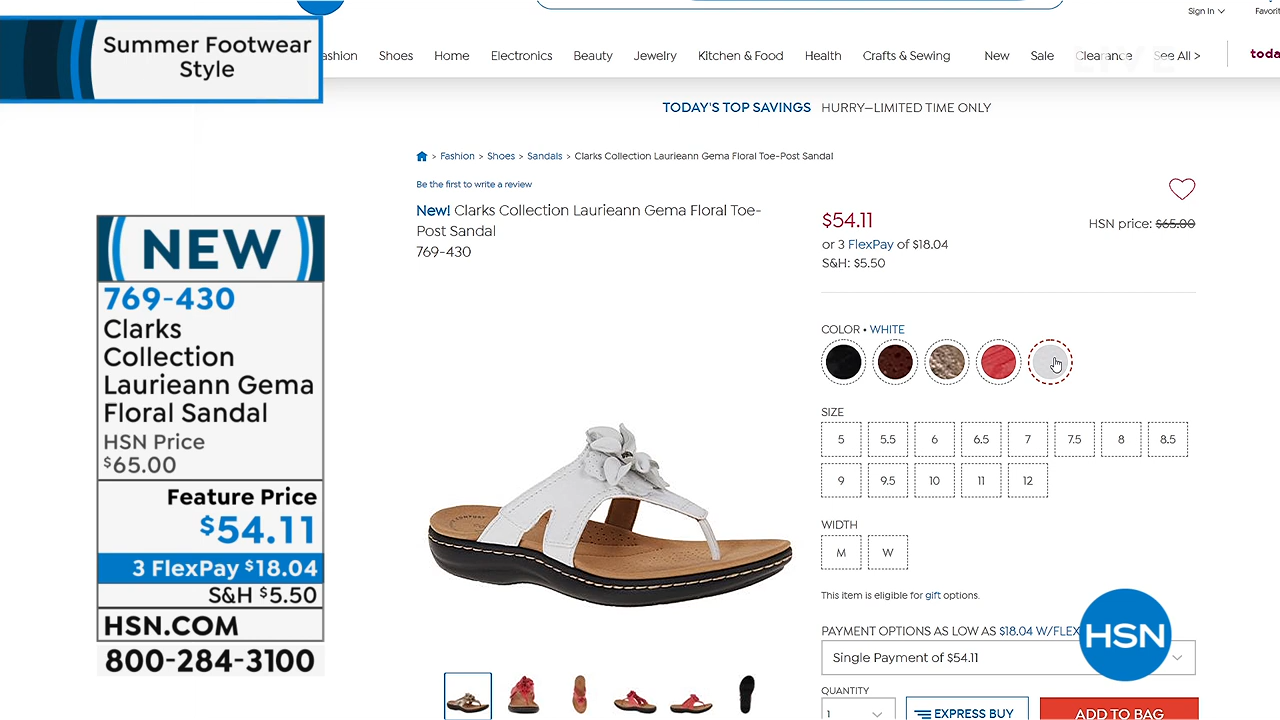 Summer Footwear
Style
Sign In
Favorit
ashion Shoes Home Electronics Beauty Jewelry Kitchen & Food Health Crafts & Sewing New Sale Clearance See All > toda
TODAY'S TOP SAVINGS HURRY—LIMITED TIME ONLY
> Fashion > Shoes > Sandals > Clarks Collection Laurieann Gema Floral Toe-Post Sandal
Be the first to write a review
New! Clarks Collection Laurieann Gema Floral Toe-
Post Sandal
769-430
$54.11
HSN price: $65.00
or 3 FlexPay of $18.04
S&H: $5.50
NEW
769-430
Clarks
Collection
Laurieann Gema
Floral Sandal
HSN Price
$65.00
Feature Price
$54.11
3 FlexPay $18.04
S&H $5.50
HSN.COM
800-284-3100
COLOR • WHITE
SIZE
5 5.5 6 6.5 7 7.5 8 8.5
9 9.5 10 11 12
WIDTH
M W
This item is eligible for gift options.
PAYMENT OPTIONS AS LOW AS $18.04 W/FLEX
HSN
Single Payment of $54.11
QUANTITY
1
EXPRESS BUY
ADD TO BAG